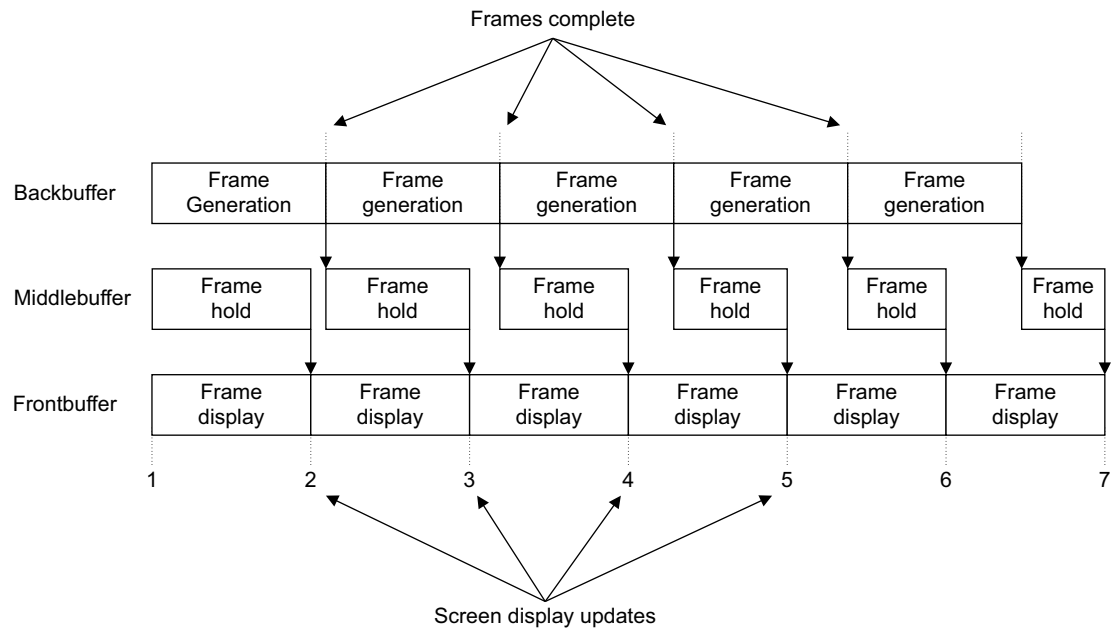 Frames complete
Backbuffer
Frame
Generation
Frame
generation
Frame
generation
Frame
generation
Frame
generation
Middlebuffer
Frame
hold
Frame
hold
Frame
hold
Frame
hold
Frame
hold
Frame
hold
Frontbuffer
Frame
display
Frame
display
Frame
display
Frame
display
Frame
display
Frame
display
1 2 3 4 5 6 7
Screen display updates